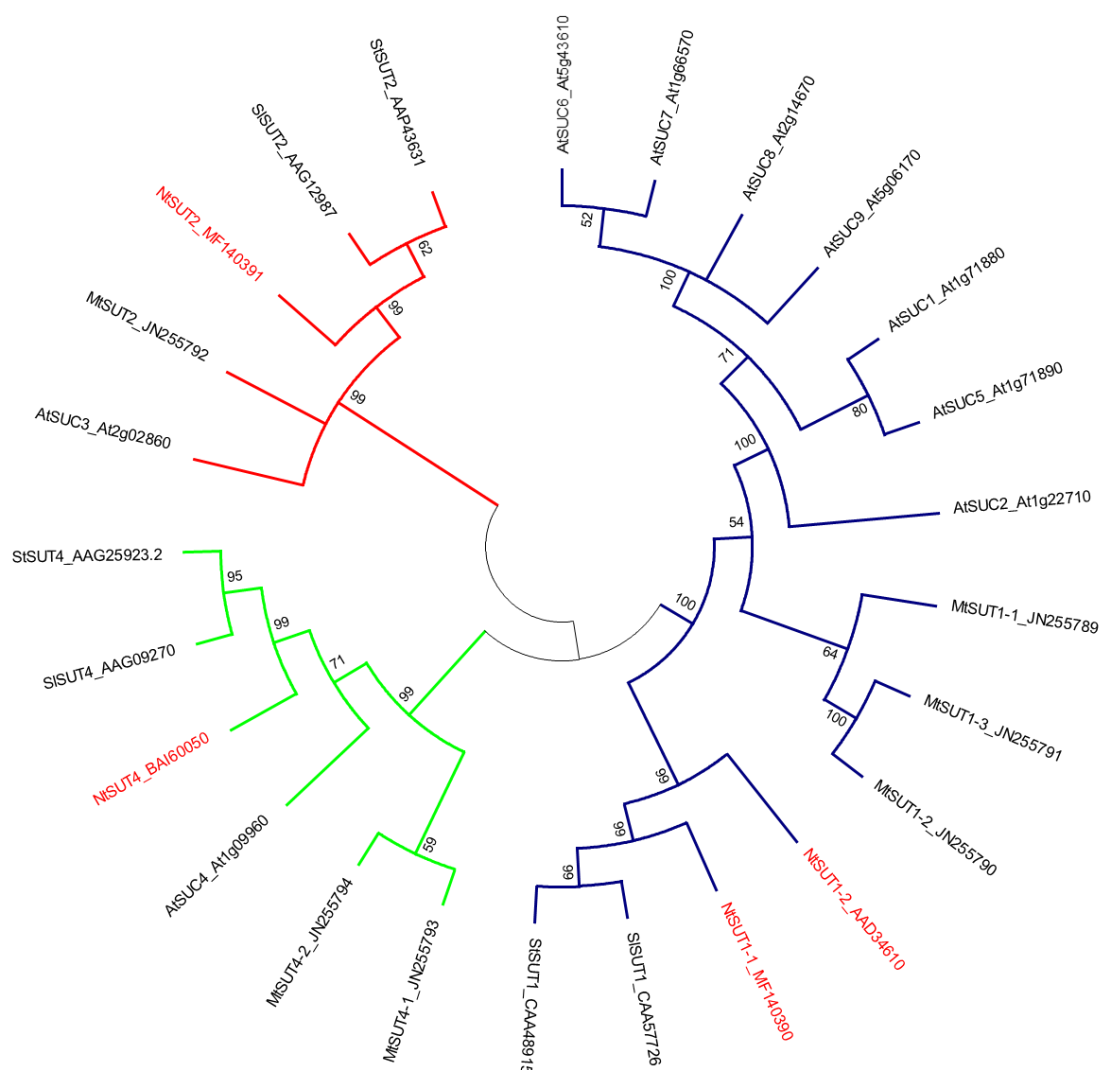 AtSUC6_At5g43610
AtSUC7_At1g66570
AtSUC8_At2g14670
AtSUC9_At5g06170
AtSUC1_At1g71880
AtSUC5_At1g71890
AtSUC2_At1g22710
MtSUT1-1_JN255789
MtSUT1-3_JN255791
MtSUT1-2_JN255790
NtSUT1-2_AAD34610
NtSUT1-1_MF140390
SlSUT1_CAA57726
StSUT1_CAA48915
MtSUT4-1_JN255793
MtSUT4-2_JN255794
AtSUC4_At1g09960
NtSUT4_BAI60050
SlSUT4_AAG09270
StSUT4_AAG25923.2
AtSUC3_At2g02860
MtSUT2_JN255792
NtSUT2_MF140391
SlSUT2_AAG12987
StSUT2_AAP43631
52
100
71
80
100
54
64
100
100
99
99
66
59
99
71
99
95
99
99
62